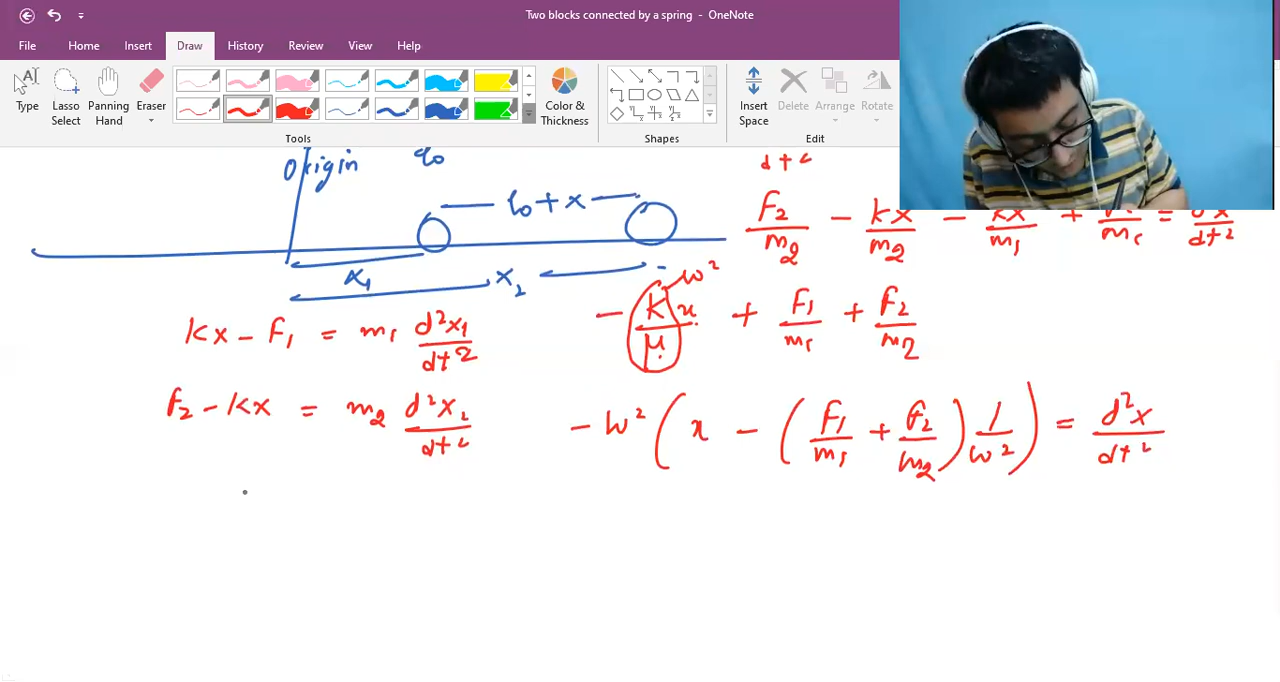 Two blocks connected by a spring - OneNote
File Home Insert Draw History Review View Help
Type Lasso Select Panning Hand Eraser Color & Thickness Insert Space Delete Arrange Rotate
Tools Shapes Edit
origin
l₀ + x
x₁ x₂
F₂/m₂ - kx/m₂ - kx/m₁ + = /dt²
kx - F₁ = m₁ d²x₁/dt²
- (k/μ) x + F₁/m₁ + F₂/m₂
ω²
F₂ - kx = m₂ d²x₂/dt²
- ω² ( x - ( F₁/m₁ + F₂/m₂ ) 1/ω² ) = d²x/dt²